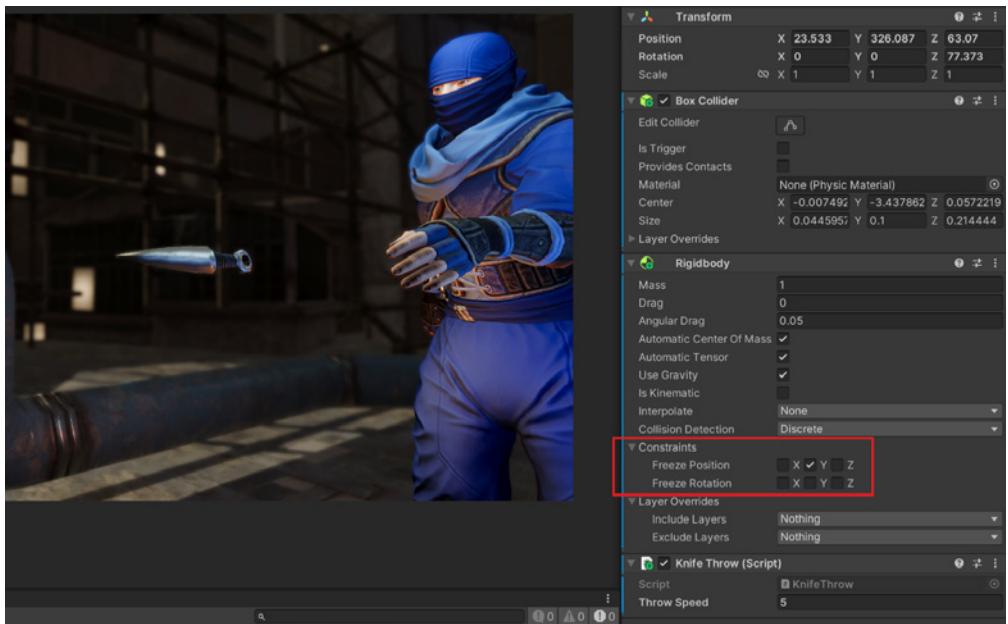 Transform
Position X 23.533 Y 326.087 Z 63.07
Rotation X 0 Y 0 Z 77.373
Scale X 1 Y 1 Z 1
Box Collider
Edit Collider
Is Trigger
Provides Contacts
Material None (Physic Material)
Center X -0.007492 Y -3.437862 Z 0.0572219
Size X 0.0445957 Y 0.1 Z 0.214444
Layer Overrides
Rigidbody
Mass 1
Drag 0
Angular Drag 0.05
Automatic Center Of Mass
Automatic Tensor
Use Gravity
Is Kinematic
Interpolate None
Collision Detection Discrete
Constraints
Freeze Position X Y Z
Freeze Rotation X Y Z
Layer Overrides
Include Layers Nothing
Exclude Layers Nothing
Knife Throw (Script)
Script KnifeThrow
Throw Speed 5
0 0 0